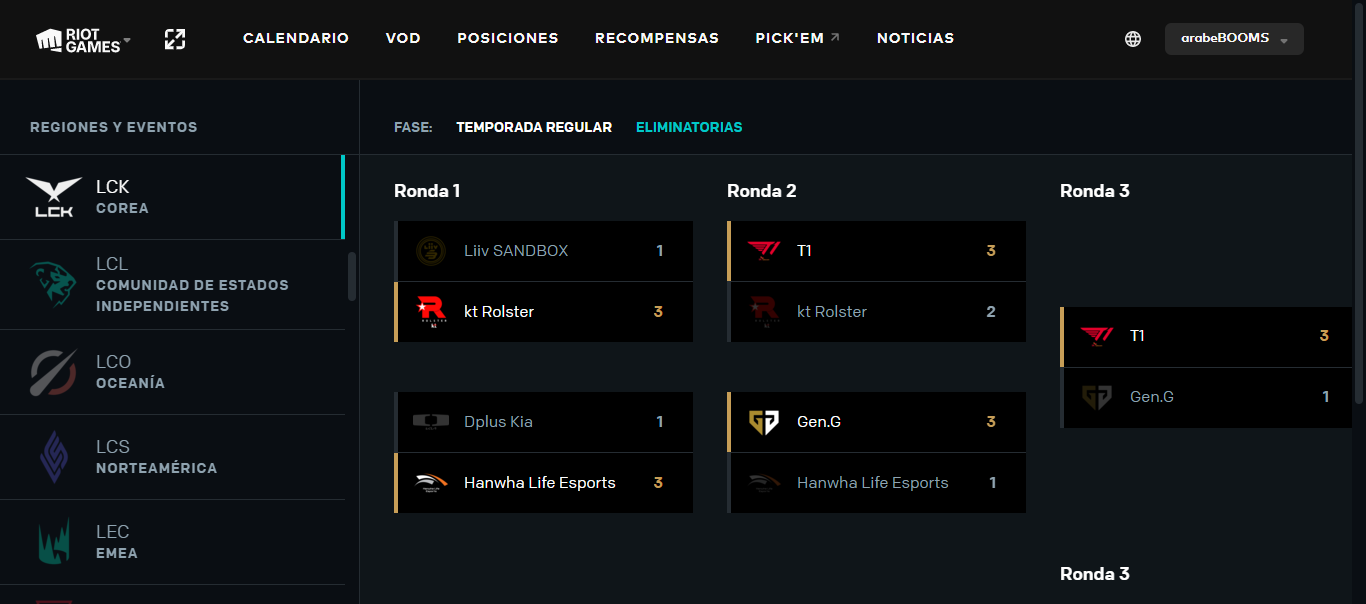 RIOT GAMES
CALENDARIO
VOD
POSICIONES
RECOMPENSAS
PICK'EM
NOTICIAS
arabeBOOMS
REGIONES Y EVENTOS
LCK
LCK
COREA
LCL
COMUNIDAD DE ESTADOS
INDEPENDIENTES
LCO
OCEANÍA
LCS
NORTEAMÉRICA
LEC
EMEA
FASE:
TEMPORADA REGULAR
ELIMINATORIAS
Ronda 1
Liiv SANDBOX 1
kt Rolster 3
Dplus Kia 1
Hanwha Life Esports 3
Ronda 2
T1 3
kt Rolster 2
Gen.G 3
Hanwha Life Esports 1
Ronda 3
T1 3
Gen.G 1
Ronda 3